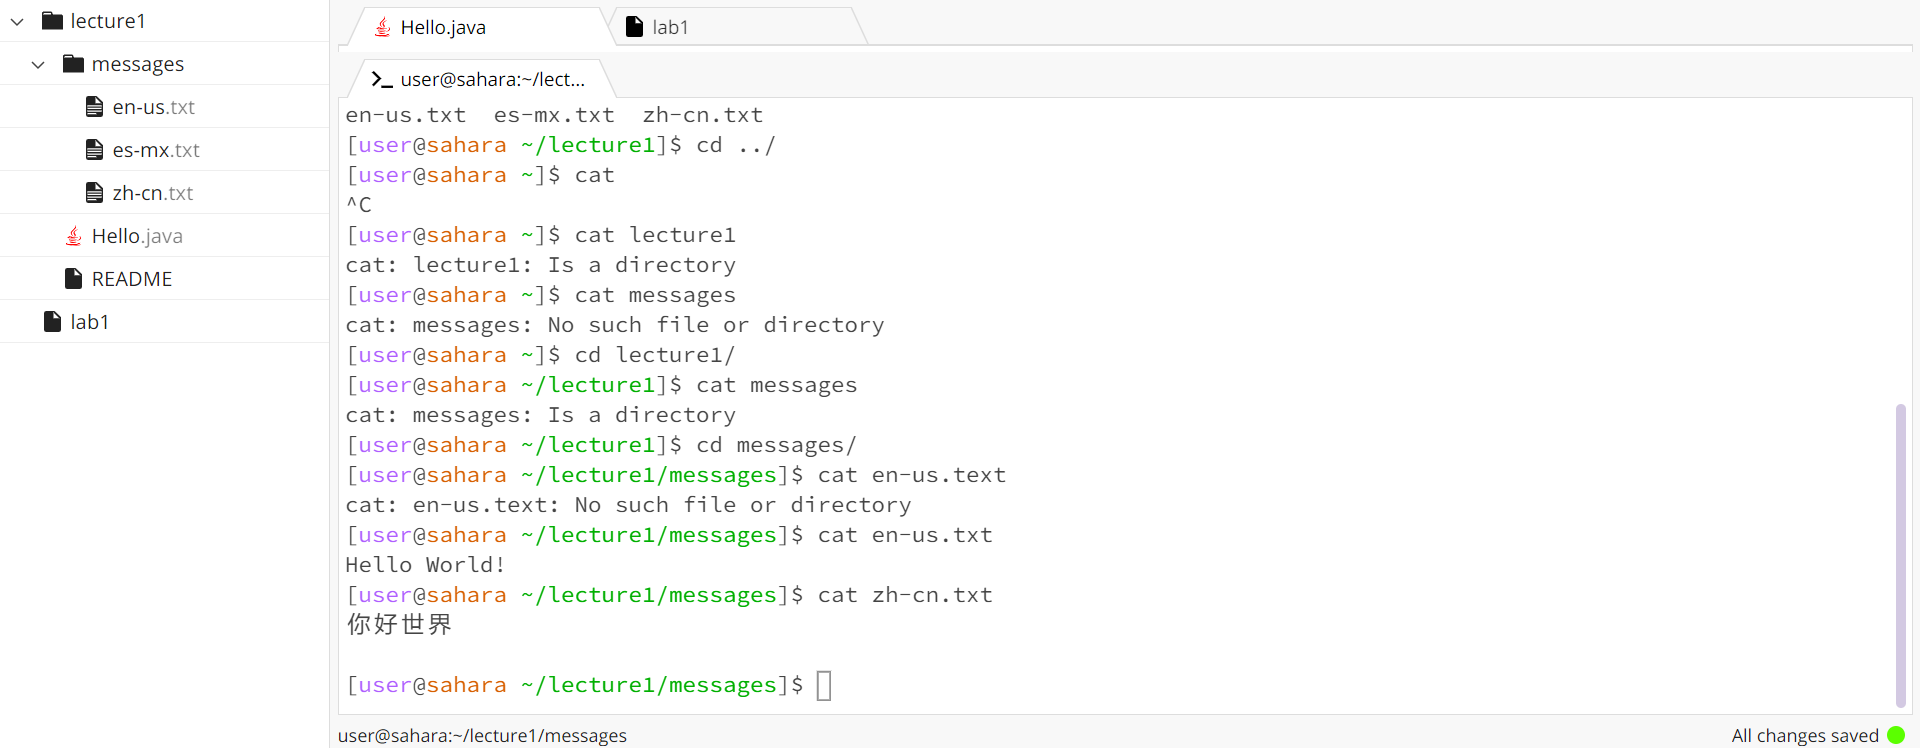 lecture1
messages
en-us.txt
es-mx.txt
zh-cn.txt
Hello.java
README
lab1
Hello.java
lab1
user@sahara:~/lect...
en-us.txt  es-mx.txt  zh-cn.txt
[user@sahara ~/lecture1]$ cd ../
[user@sahara ~]$ cat
^C
[user@sahara ~]$ cat lecture1
cat: lecture1: Is a directory
[user@sahara ~]$ cat messages
cat: messages: No such file or directory
[user@sahara ~]$ cd lecture1/
[user@sahara ~/lecture1]$ cat messages
cat: messages: Is a directory
[user@sahara ~/lecture1]$ cd messages/
[user@sahara ~/lecture1/messages]$ cat en-us.text
cat: en-us.text: No such file or directory
[user@sahara ~/lecture1/messages]$ cat en-us.txt
Hello World!
[user@sahara ~/lecture1/messages]$ cat zh-cn.txt
你好世界
[user@sahara ~/lecture1/messages]$
user@sahara:~/lecture1/messages
All changes saved